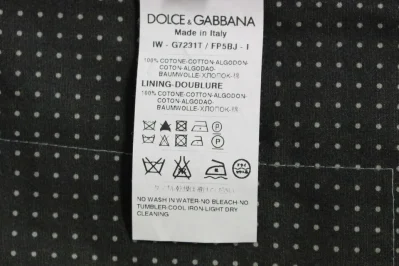 DOLCE & GABBANA
Made in Italy
IW - G7231T / FP5BJ - I
100% COTONE-COTTON-ALGODON-
COTON-ALGODAO-
BAUMWOLLE-ХЛОПОК-棉
LINING-DOUBLURE
100% COTONE-COTTON-ALGODON-
COTON-ALGODAO-
BAUMWOLLE-ХЛОПОК-棉
NO WASH IN WATER-NO BLEACH-NO
TUMBLER-COOL IRON-LIGHT DRY
CLEANING